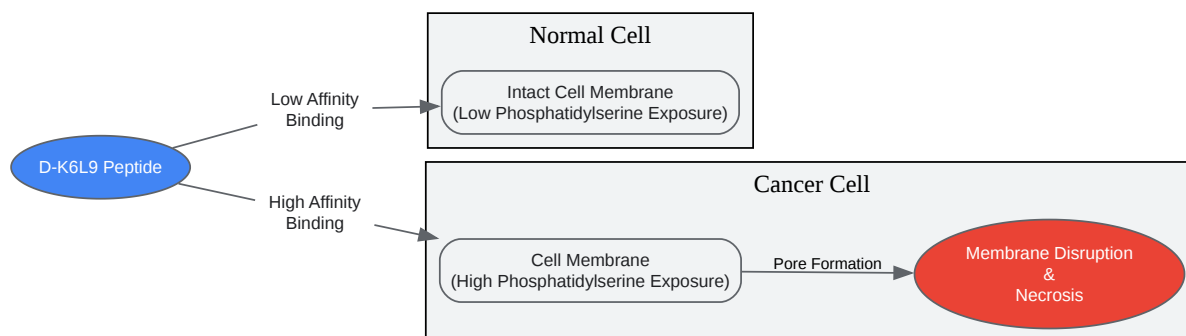 Normal Cell
Intact Cell Membrane
(Low Phosphatidylserine Exposure)
Low Affinity
Binding
D-K6L9 Peptide
High Affinity
Binding
Cancer Cell
Cell Membrane
(High Phosphatidylserine Exposure)
Pore Formation
Membrane Disruption
&
Necrosis